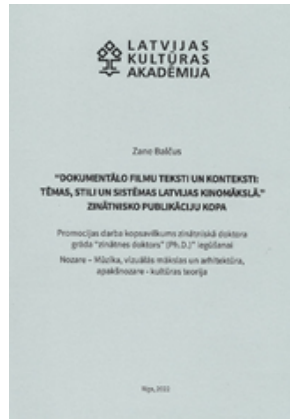 LATVIJAS
KULTŪRAS
AKADĒMIJA
Zane Balčus
"DOKUMENTĀLO FILMU TEKSTI UN KONTEKSTI:
TĒMAS, STILI UN SISTĒMAS LATVIJAS KINOMĀKSLĀ."
ZINĀTNISKO PUBLIKĀCIJU KOPA
Promocijas darba kopsavilkums zinātniskā doktora
grāda "zinātnes doktors" (Ph.D.)" iegūšanai
Nozare – Mūzika, vizuālās mākslas un arhitektūra,
apakšnozare - kultūras teorija
Rīga, 2022